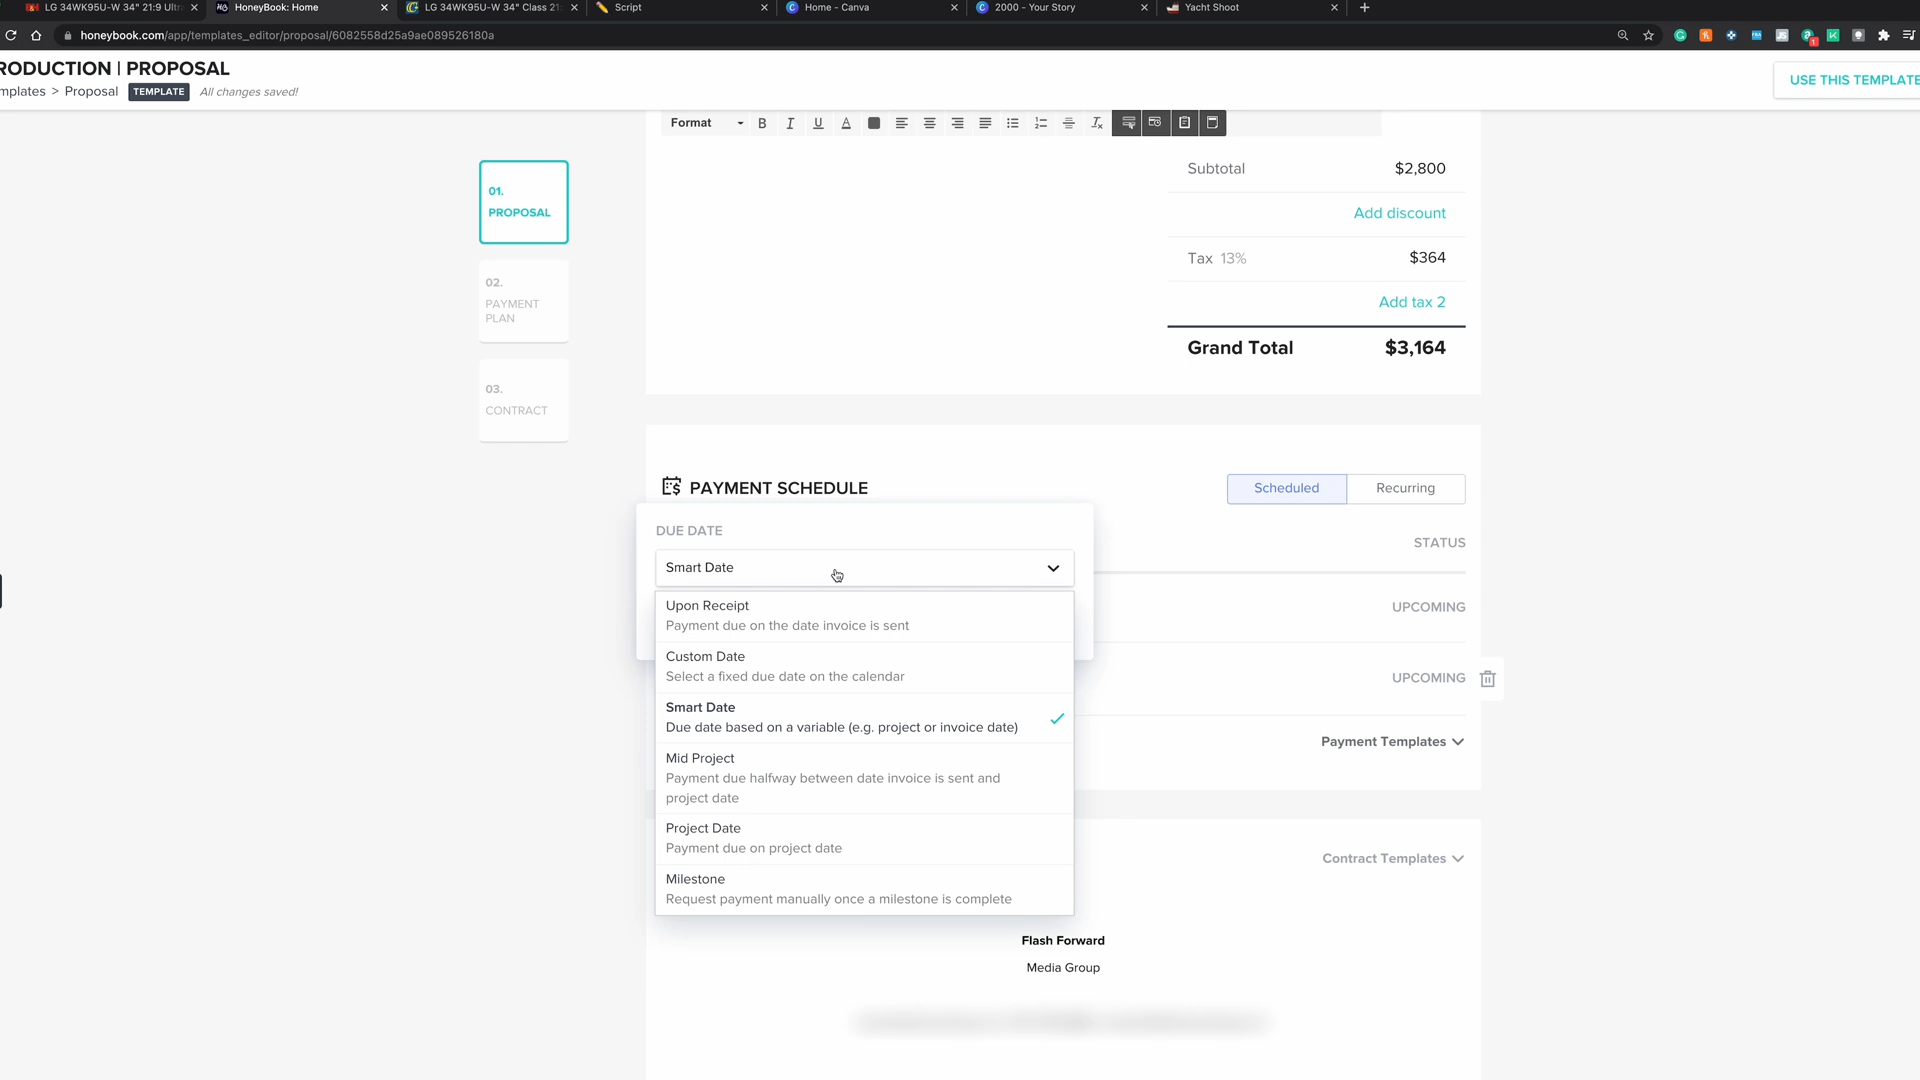 LG 34WK95U-W 34" 21:9 Ultr
HoneyBook: Home
LG 34WK95U-W 34" Class 21:
Script
Home - Canva
2000 - Your Story
Yacht Shoot
honeybook.com/app/templates_editor/proposal/6082558d25a9ae089526180a
RODUCTION | PROPOSAL
mplates > Proposal TEMPLATE All changes saved!
USE THIS TEMPLATE
Format
01.
PROPOSAL
02.
PAYMENT
PLAN
03.
CONTRACT
Subtotal $2,800
Add discount
Tax 13% $364
Add tax 2
Grand Total $3,164
PAYMENT SCHEDULE
Scheduled Recurring
DUE DATE
STATUS
Smart Date
Upon Receipt
Payment due on the date invoice is sent
UPCOMING
Custom Date
Select a fixed due date on the calendar
UPCOMING
Smart Date
Due date based on a variable (e.g. project or invoice date)
Payment Templates
Mid Project
Payment due halfway between date invoice is sent and
project date
Project Date
Payment due on project date
Contract Templates
Milestone
Request payment manually once a milestone is complete
Flash Forward
Media Group